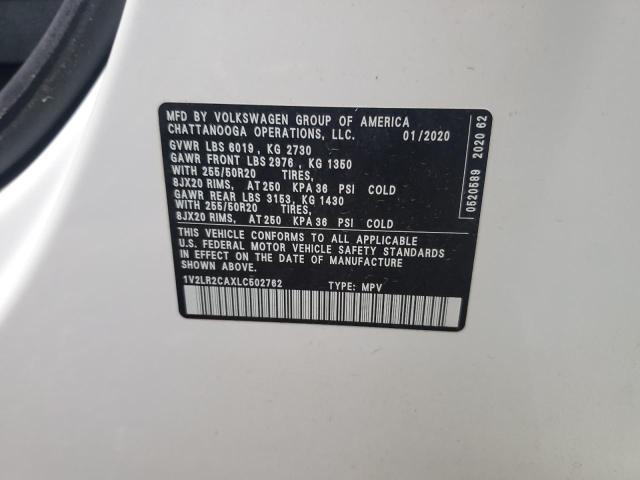 MFD BY VOLKSWAGEN GROUP OF AMERICA
CHATTANOOGA OPERATIONS, LLC. 01/2020
GVWR LBS 6019 , KG 2730
GAWR FRONT LBS 2976 , KG 1350
WITH 255/50R20 TIRES,
8JX20 RIMS, AT 250 KPA 36 PSI COLD
GAWR REAR LBS 3153, KG 1430
WITH 255/50R20 TIRES,
8JX20 RIMS, AT 250 KPA 36 PSI COLD
THIS VEHICLE CONFORMS TO ALL APPLICABLE
U.S. FEDERAL MOTOR VEHICLE SAFETY STANDARDS
IN EFFECT ON THE DATE OF MANUFACTURE
SHOWN ABOVE
1V2LR2CAXLC502762 TYPE: MPV
0520589 2020 62